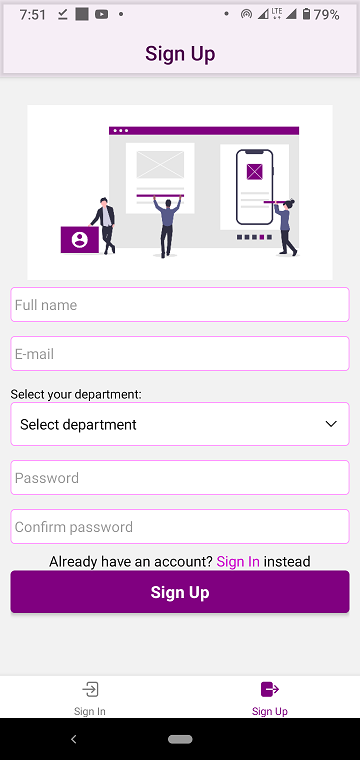 7:51 LTE 79%
Sign Up
Full name
E-mail
Select your department:
Select department
Password
Confirm password
Already have an account? Sign In instead
Sign Up
Sign In Sign Up